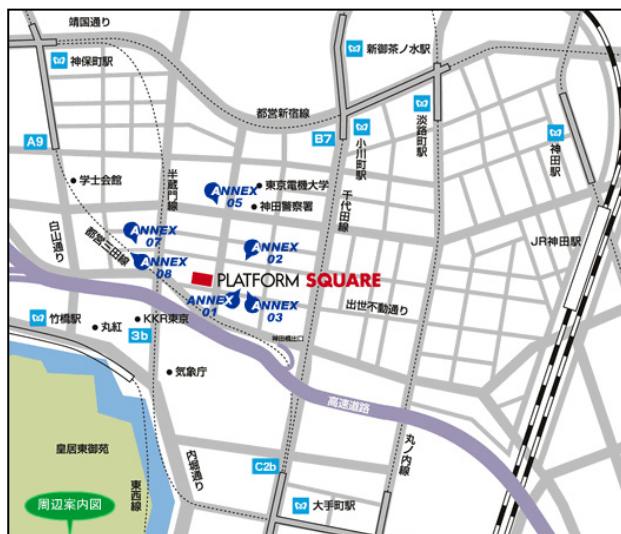 靖国通り
神保町駅
新御茶ノ水駅
都営新宿線
淡路町駅
A9
B7
小川町駅
神田駅
学士会館
半蔵門線
ANNEX
05
東京電機大学
神田警察署
千代田線
白山通り
ANNEX
07
都営三田線
ANNEX
08
ANNEX
02
JR神田駅
PLATFORM SQUARE
ANNEX
01
ANNEX
03
出世不動通り
竹橋駅
丸紅
KKR東京
3b
神田橋出口
気象庁
高速道路
丸ノ内線
皇居東御苑
内堀通り
C2b
東西線
周辺案内図
大手町駅